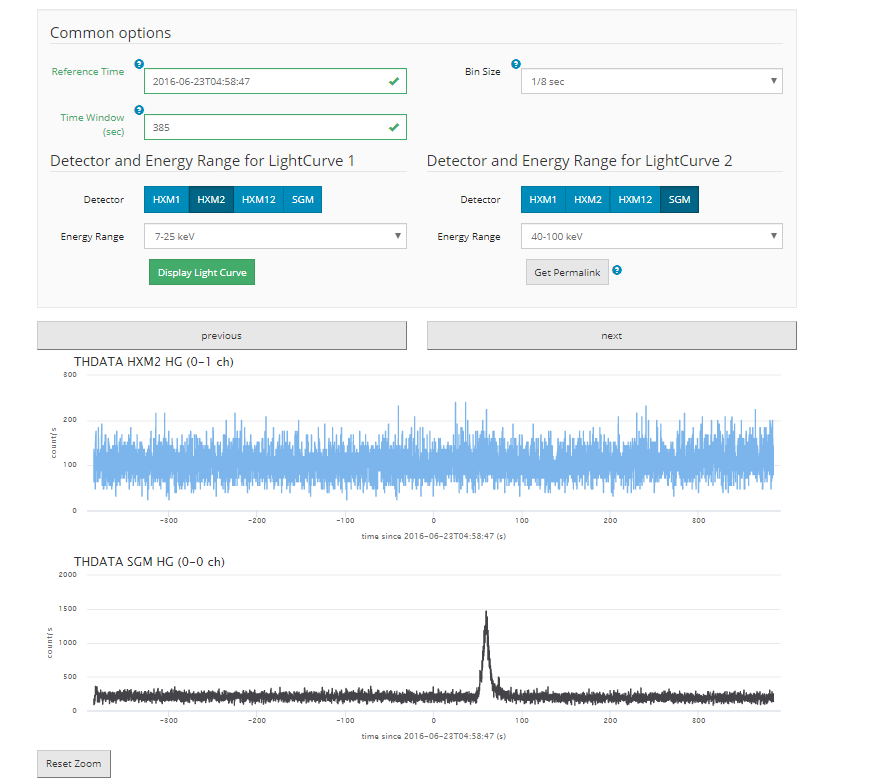 Common options
Reference Time ? 2016-06-23T04:58:47
Bin Size ? 1/8 sec
Time Window (sec) ? 385
Detector and Energy Range for LightCurve 1
Detector HXM1 HXM2 HXM12 SGM
Energy Range 7-25 keV
Display Light Curve
Detector and Energy Range for LightCurve 2
Detector HXM1 HXM2 HXM12 SGM
Energy Range 40-100 keV
Get Permalink ?
previous
next
THDATA HXM2 HG (0-1 ch)
300
200
100
0
count/s
-300 -200 -100 0 100 200 300
time since 2016-06-23T04:58:47 (s)
THDATA SGM HG (0-0 ch)
2000
1500
1000
500
0
count/s
-300 -200 -100 0 100 200 300
time since 2016-06-23T04:58:47 (s)
Reset Zoom